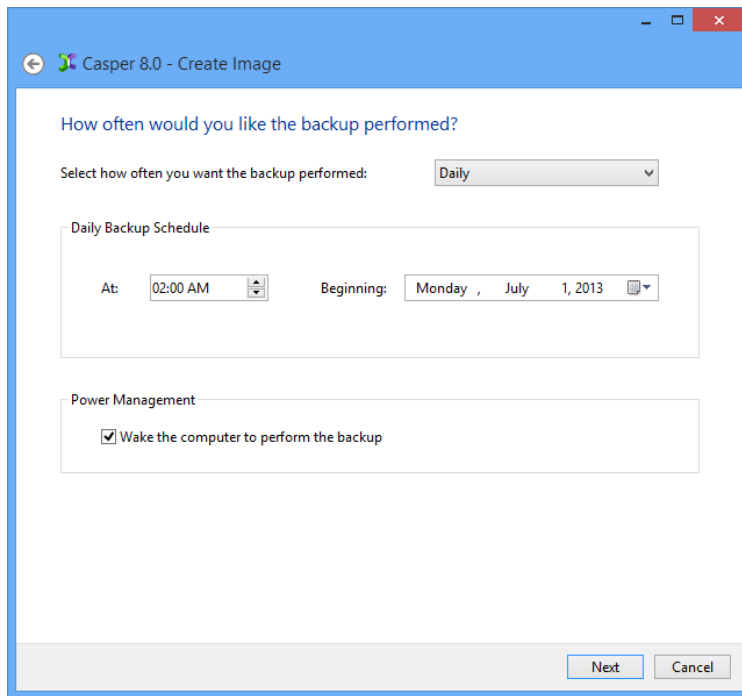 Casper 8.0 - Create Image
How often would you like the backup performed?
Select how often you want the backup performed: Daily
Daily Backup Schedule
At: 02:00 AM Beginning: Monday , July 1, 2013
Power Management
Wake the computer to perform the backup
Next Cancel